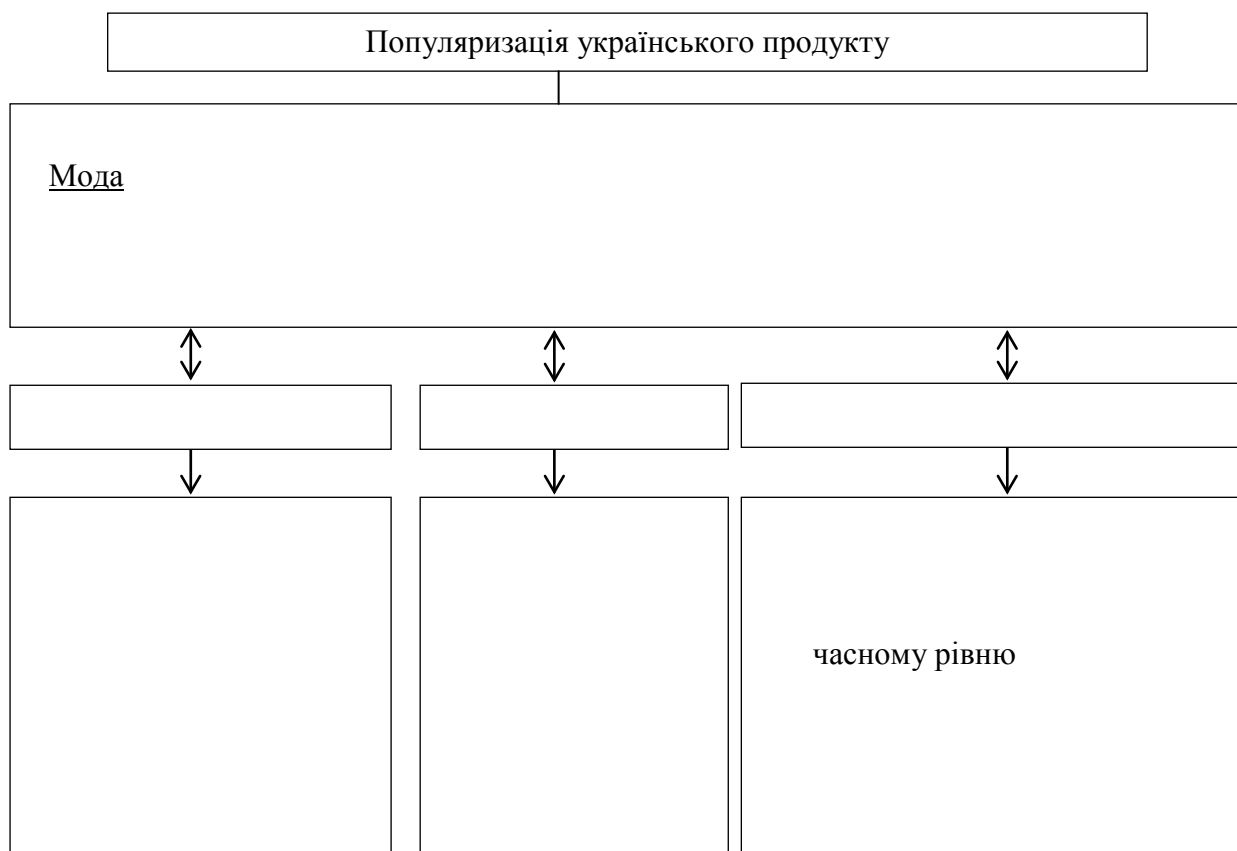 Популяризація українського продукту
Мода
часному рівню